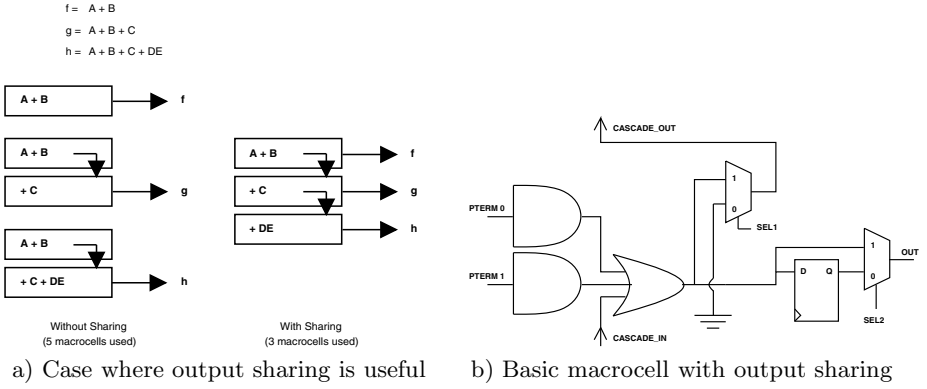 f = A + B
g = A + B + C
h = A + B + C + DE
A + B
f
A + B
+ C
g
A + B
+ C + DE
h
Without Sharing
(5 macrocells used)
A + B
f
+ C
g
+ DE
h
With Sharing
(3 macrocells used)
a) Case where output sharing is useful
CASCADE_OUT
1
0
SEL1
PTERM 0
PTERM 1
CASCADE_IN
D Q
1
0
OUT
SEL2
b) Basic macrocell with output sharing